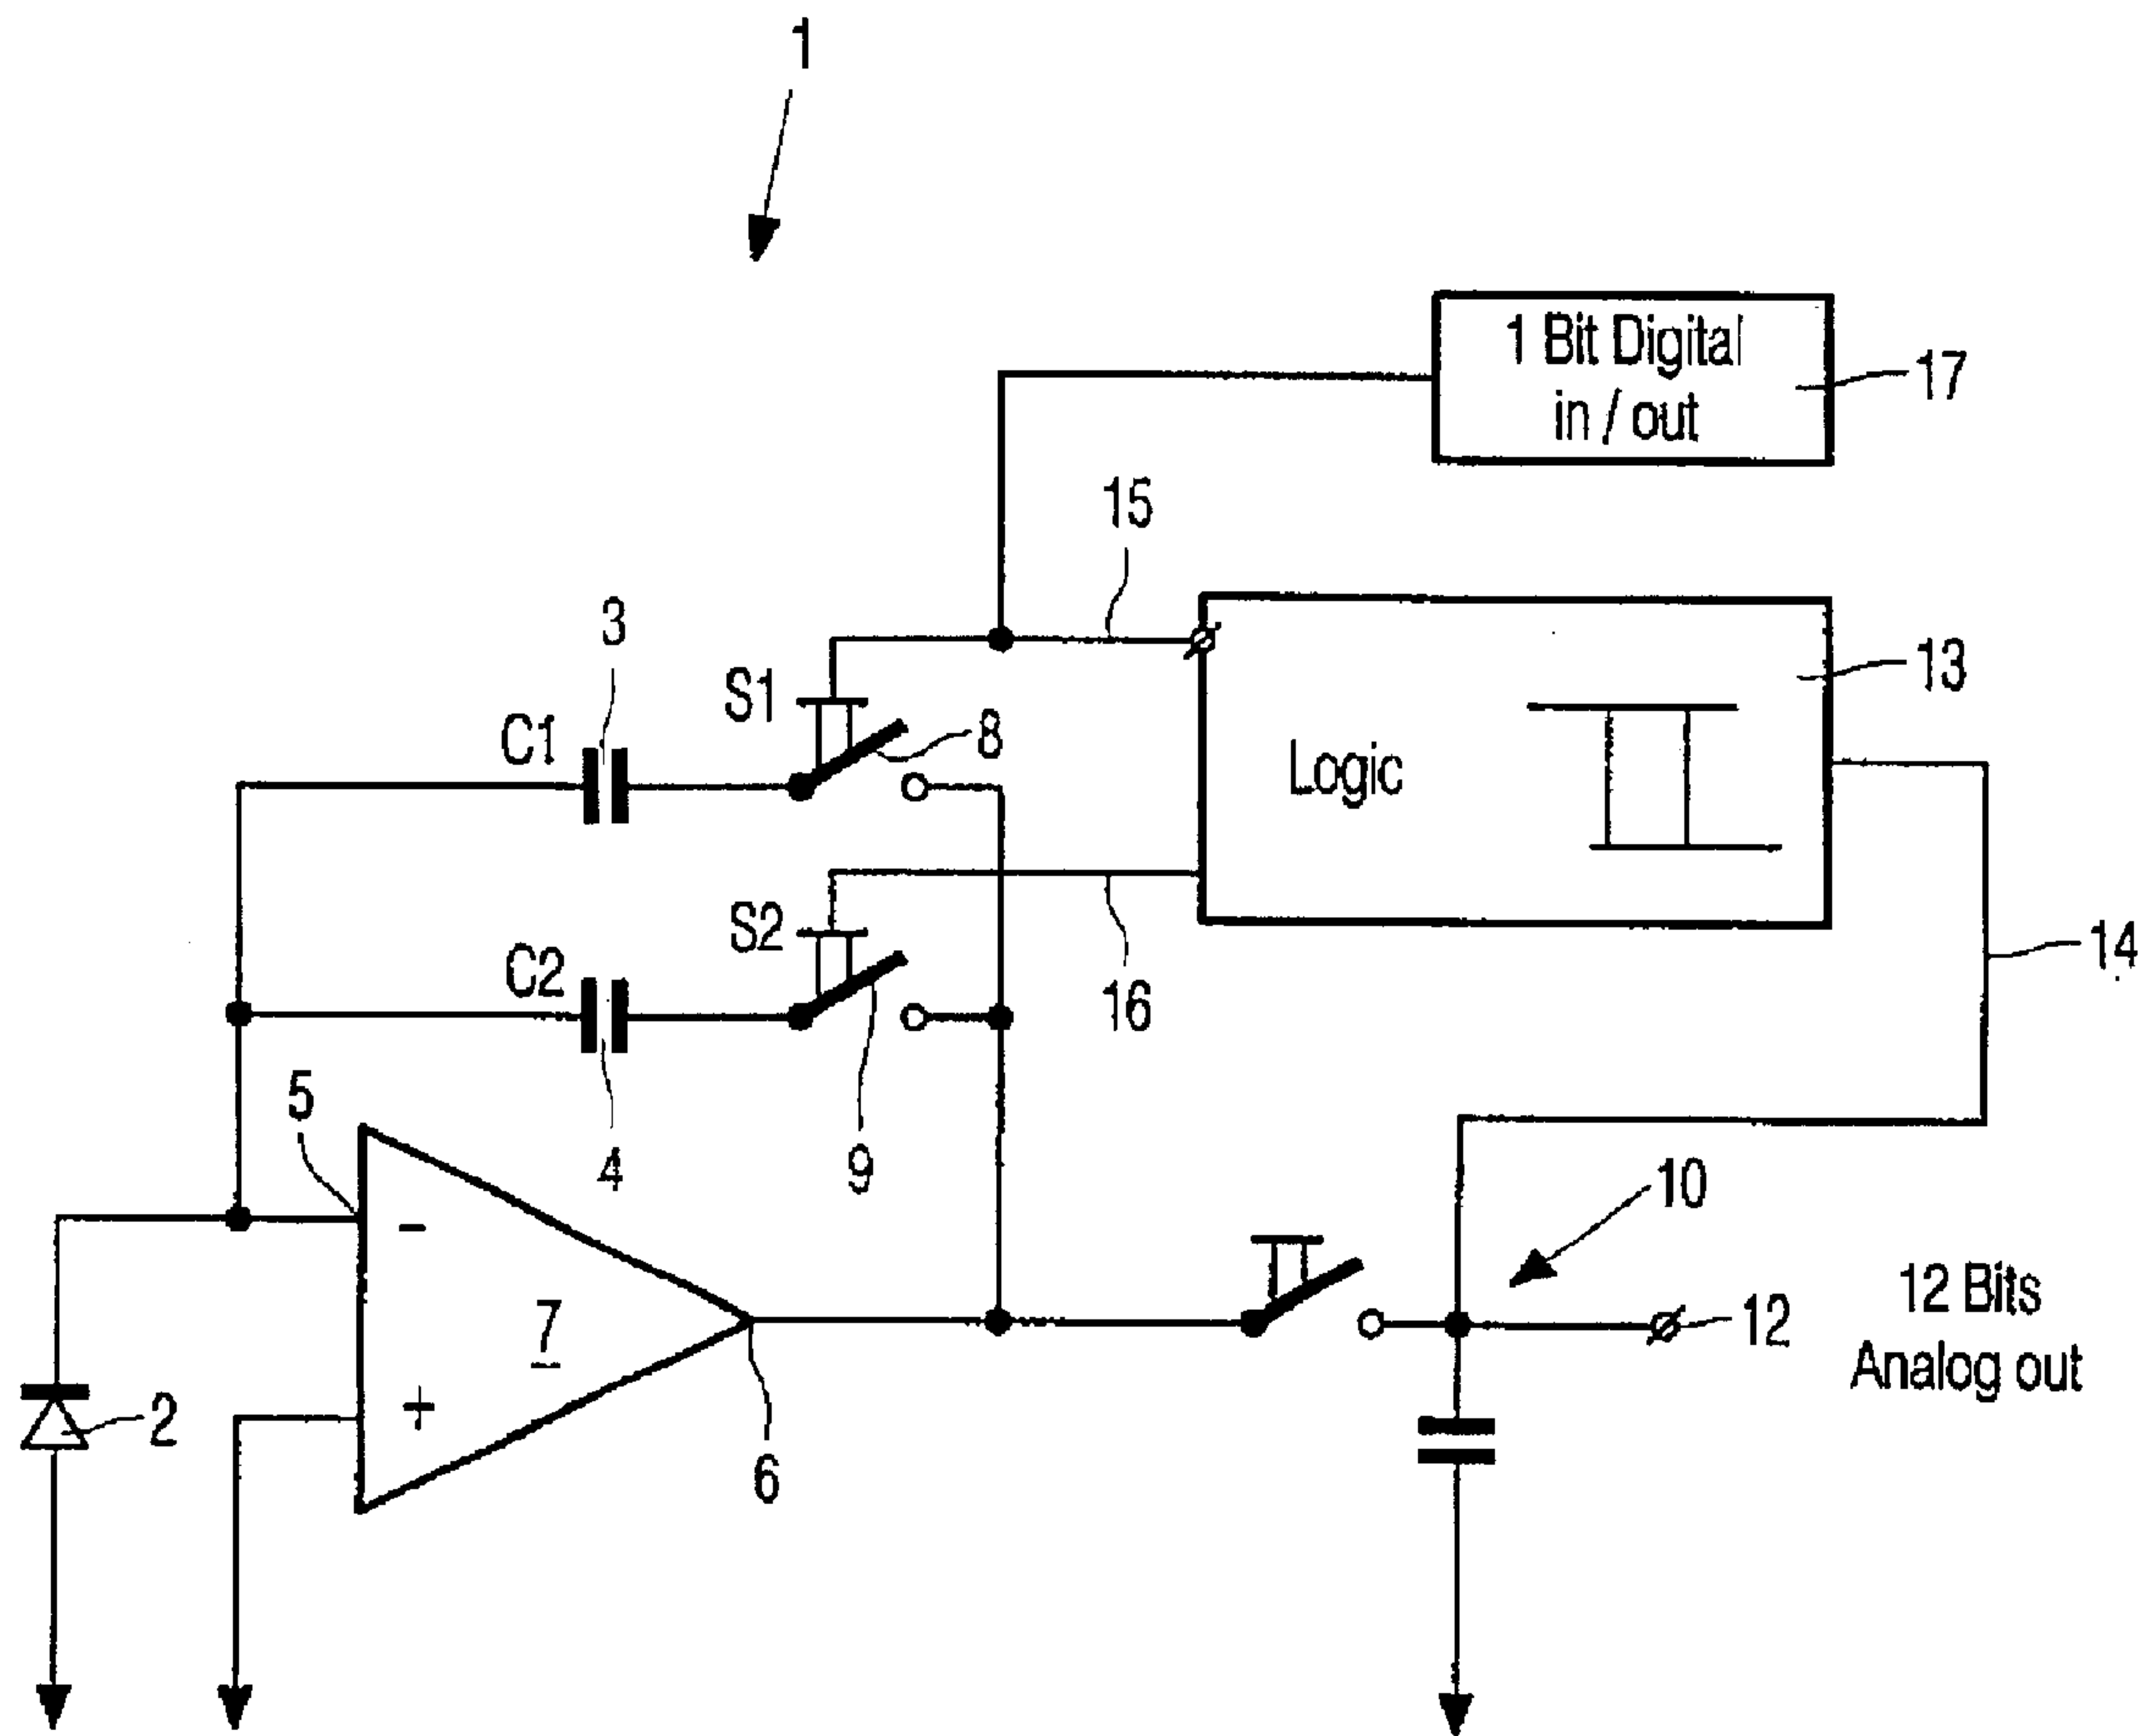 1
1 Bit Digital
in / out
17
15
3
S1
13
C1
8
Logic
S2
C2
14
16
5
4
9
10
-
7
12
12 Bits
Analog out
2
+
6